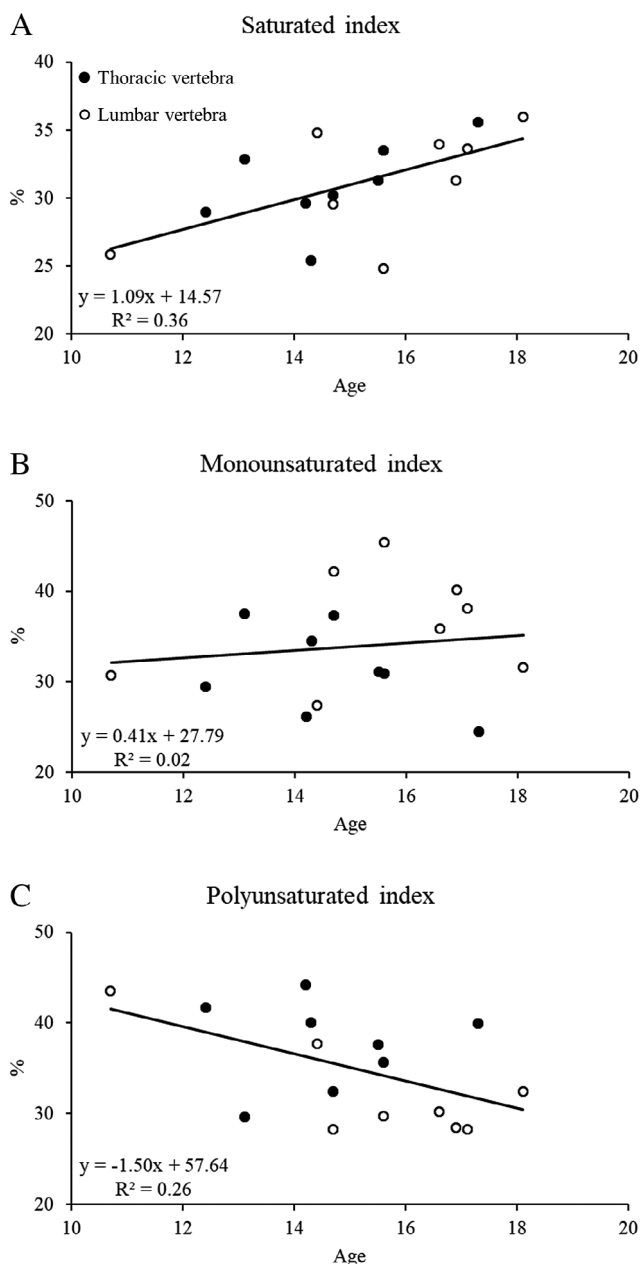 A
Saturated index
40
Thoracic vertebra
Lumbar vertebra
35
30
%
25
y = 1.09x + 14.57
R² = 0.36
20
10 12 14 16 18 20
Age
B
Monounsaturated index
50
40
%
30
y = 0.41x + 27.79
R² = 0.02
20
10 12 14 16 18 20
Age
C
Polyunsaturated index
50
40
%
30
y = -1.50x + 57.64
R² = 0.26
20
10 12 14 16 18 20
Age